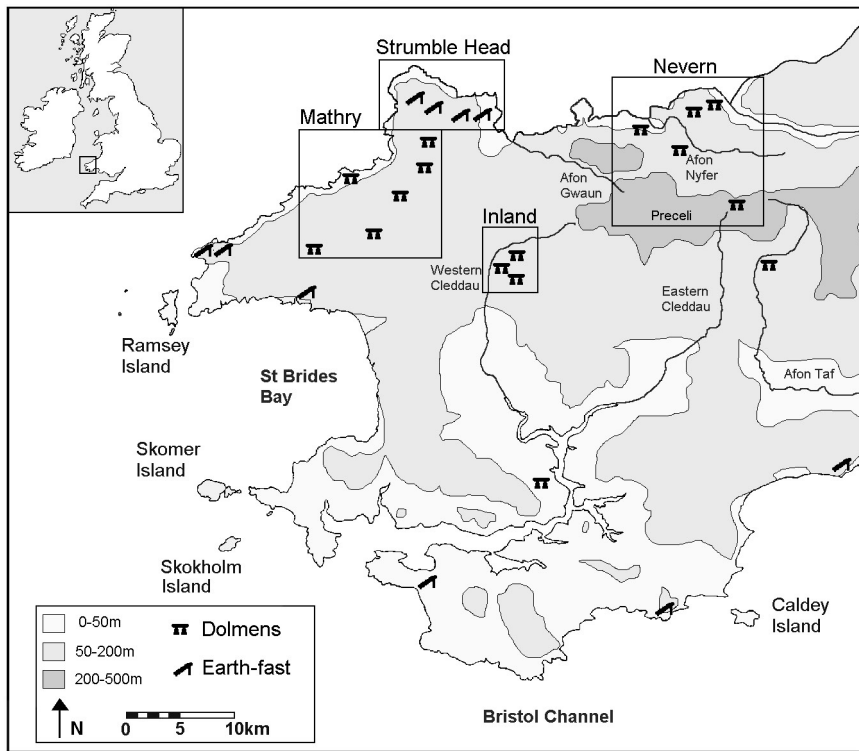 Strumble Head
Nevern
Mathry
Afon
Nyfer
Afon
Gwaun
Inland
Preceli
Western
Cleddau
Eastern
Cleddau
Ramsey
Island
St Brides
Bay
Afon Taf
Skomer
Island
Skokholm
Island
Caldey
Island
0-50m
50-200m
200-500m
Dolmens
Earth-fast
N
0 5 10km
Bristol Channel